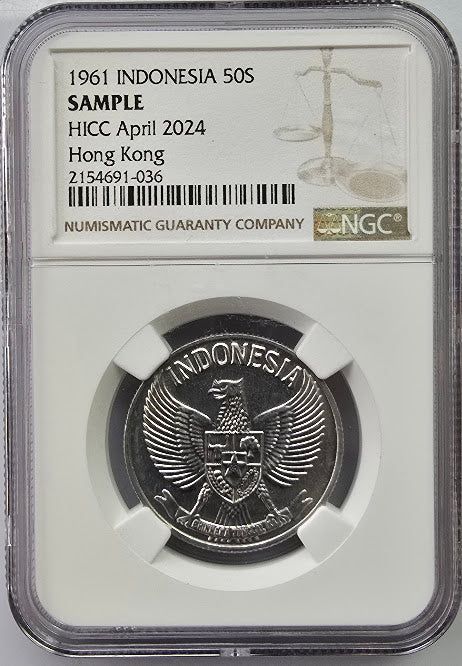 1961 INDONESIA 50S
SAMPLE
HICC April 2024
Hong Kong
2154691-036
NUMISMATIC GUARANTY COMPANY
NGC®
INDONESIA